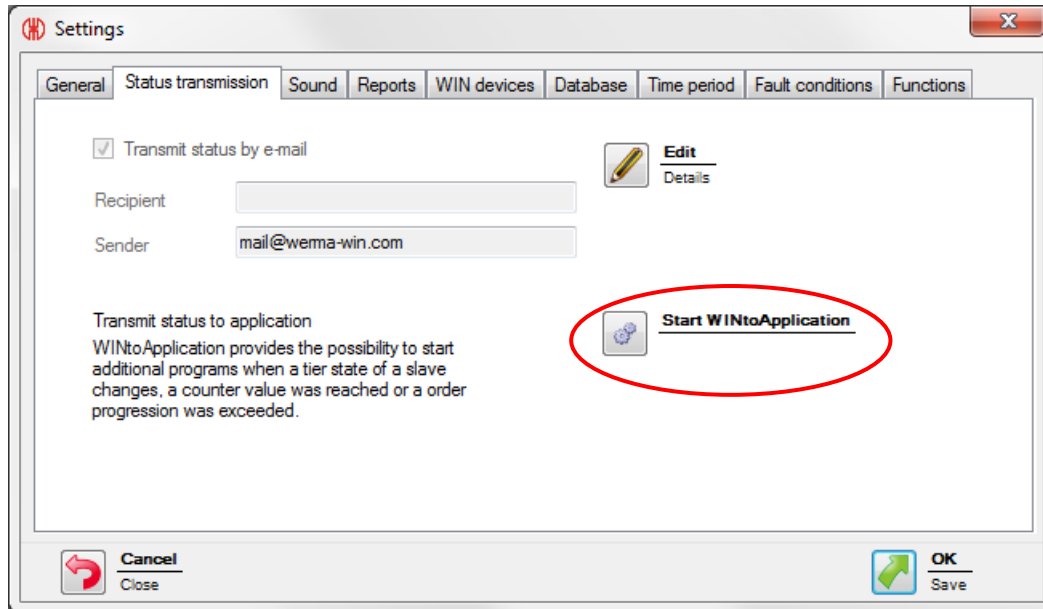 Settings
x
General Status transmission Sound Reports WIN devices Database Time period Fault conditions Functions
Transmit status by e-mail
Edit
Details
Recipient
Sender mail@werma-win.com
Transmit status to application
Start WINtoApplication
WINtoApplication provides the possibility to start
additional programs when a tier state of a slave
changes, a counter value was reached or a order
progression was exceeded.
Cancel
Close
OK
Save